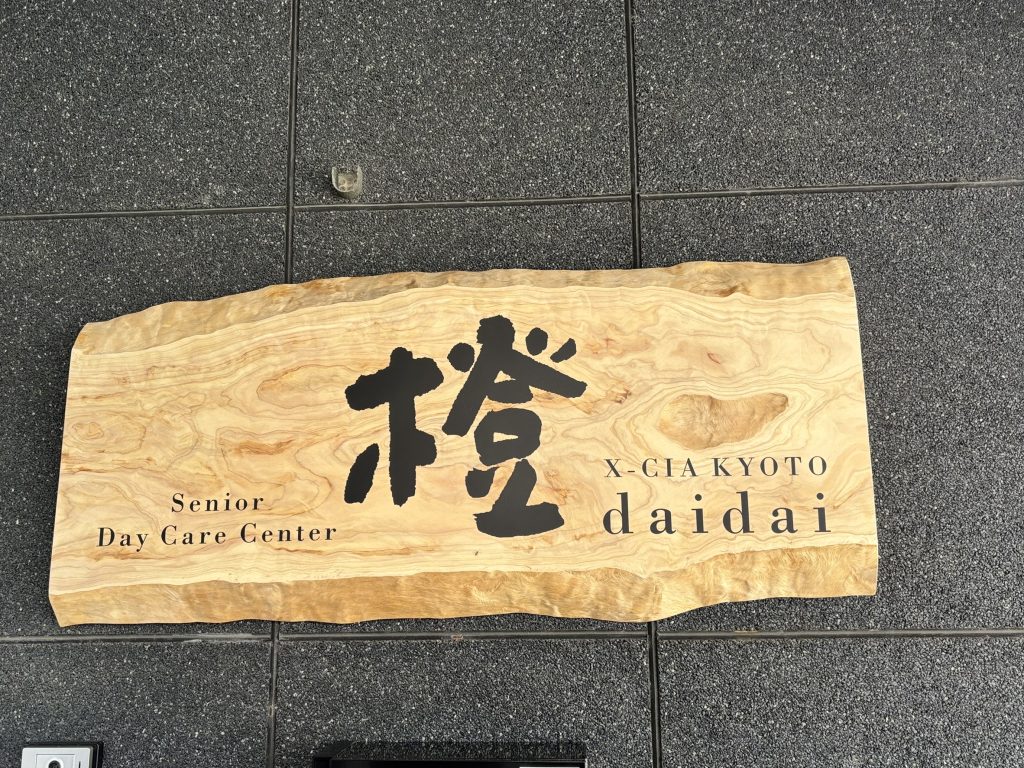 Senior
Day Care Center
橙
X-CIA KYOTO
daidai